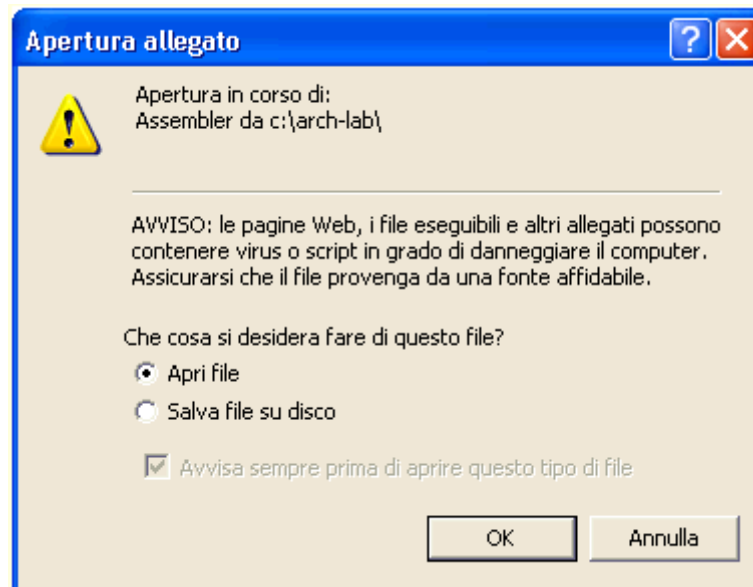 Apertura allegato
Apertura in corso di:
Assembler da c:\arch-lab\
AVVISO: le pagine Web, i file eseguibili e altri allegati possono
contenere virus o script in grado di danneggiare il computer.
Assicurarsi che il file provenga da una fonte affidabile.
Che cosa si desidera fare di questo file?
Apri file
Salva file su disco
Avvisa sempre prima di aprire questo tipo di file
OK
Annulla